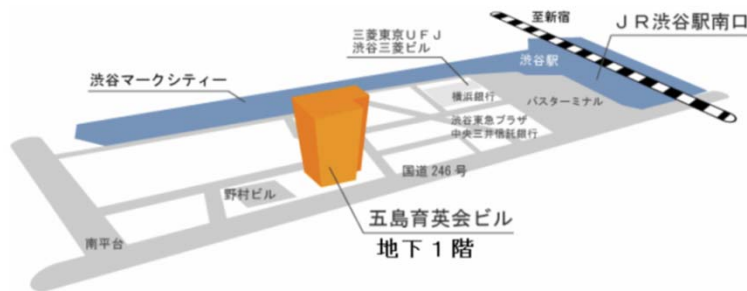 至新宿
JR渋谷駅南口
三菱東京UFJ
渋谷三菱ビル
渋谷駅
渋谷マークシティー
横浜銀行
バスターミナル
渋谷東急プラザ
中央三井信託銀行
国道246号
野村ビル
五島育英会ビル
南平台
地下1階